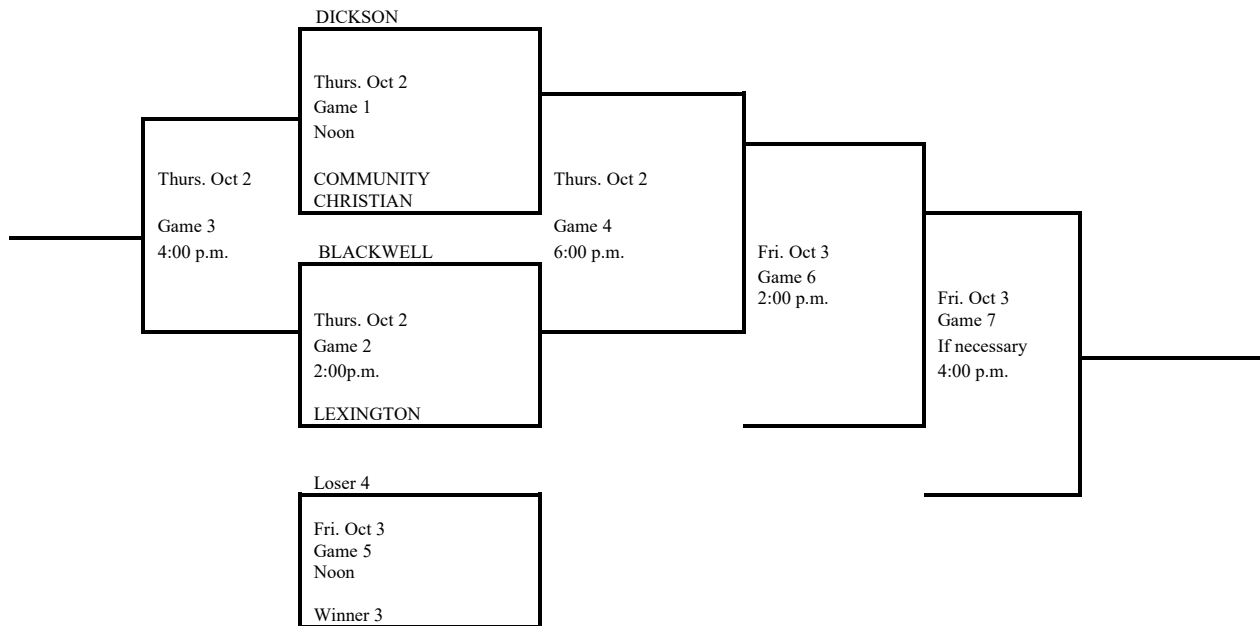 DICKSON
Thurs. Oct 2
Game 1
Noon
COMMUNITY
CHRISTIAN
Thurs. Oct 2
Game 3
4:00 p.m.
BLACKWELL
Thurs. Oct 2
Game 2
2:00p.m.
LEXINGTON
Thurs. Oct 2
Game 4
6:00 p.m.
Fri. Oct 3
Game 6
2:00 p.m.
Fri. Oct 3
Game 7
If necessary
4:00 p.m.
Loser 4
Fri. Oct 3
Game 5
Noon
Winner 3